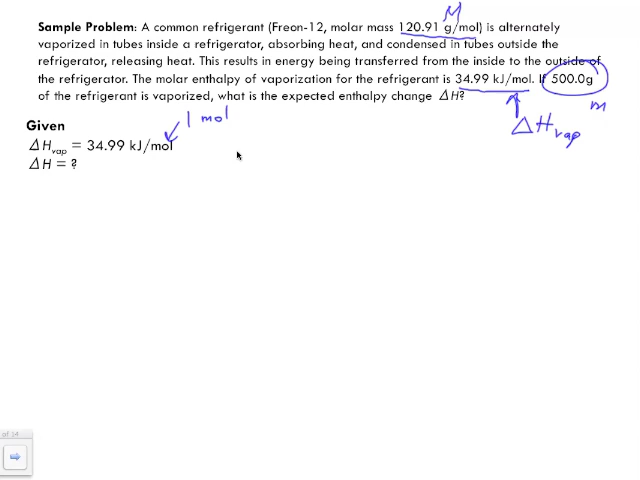 M
Sample Problem: A common refrigerant (Freon-12, molar mass 120.91 g/mol) is alternately
vaporized in tubes inside a refrigerator, absorbing heat, and condensed in tubes outside the
refrigerator, releasing heat. This results in energy being transferred from the inside to the outside of
the refrigerator. The molar enthalpy of vaporization for the refrigerant is 34.99 kJ/mol. If 500.0g
of the refrigerant is vaporized, what is the expected enthalpy change ΔH?
m
1 mol
ΔHvap
Given
ΔHvap = 34.99 kJ/mol
ΔH = ?
of 14